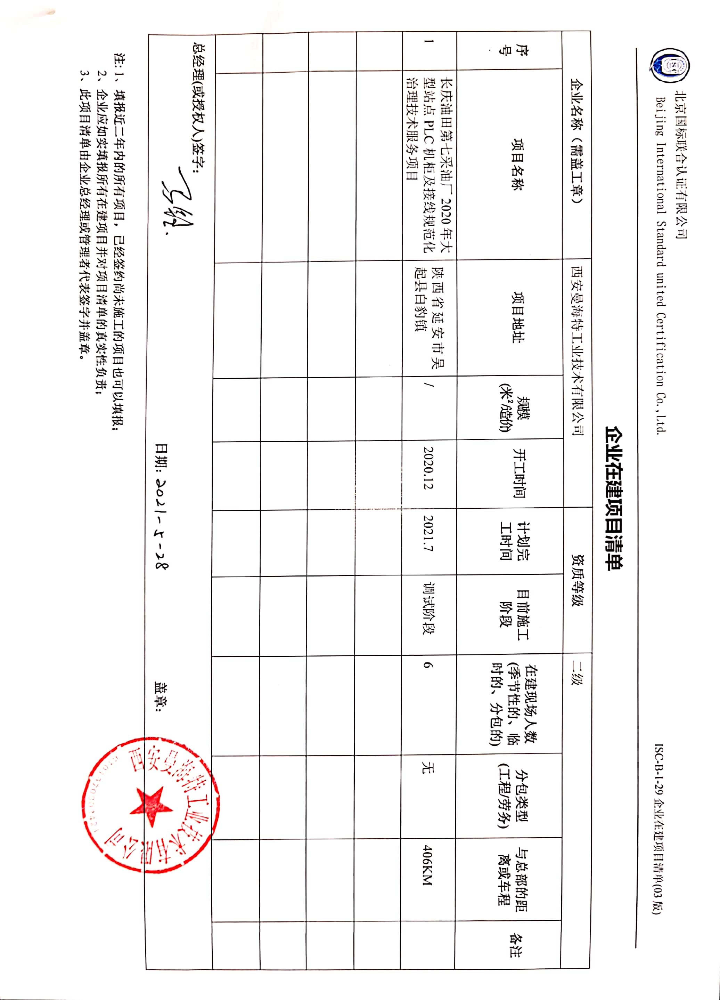 ISC
北京国标联合认证有限公司
Beijing International Standard united Certification Co.,Ltd.
ISC-B-I-29 企业在建项目清单(03 版)
企业在建项目清单
企业名称（需盖工章）
西安曼海特工业技术有限公司
资质等级
二级
序
号
项目名称
项目地址
规模
(米²/造价)
开工时间
计划完
工时间
目前施工
阶段
在建现场人数
(季节性的、临
时的、分包的)
分包类型
(工程/劳务)
与总部的距
离或车程
备注
1
长庆油田第七采油厂 2020 年大
型站点 PLC 机柜及接线规范化
治理技术服务项目
陕西省延安市吴
起县白豹镇
/
2020.12
2021.7
调试阶段
6
无
406KM
总经理(或授权人)签字：
日期: 2021-5-28
盖章：
西安曼海特工业技术有限公司
注: 1、填报近二年内的所有项目，已经签约尚未施工的项目也可以填报；
2、企业应如实填报所有在建项目并对项目清单的真实性负责；
3、此项目清单由企业总经理或管理者代表签字并盖章。